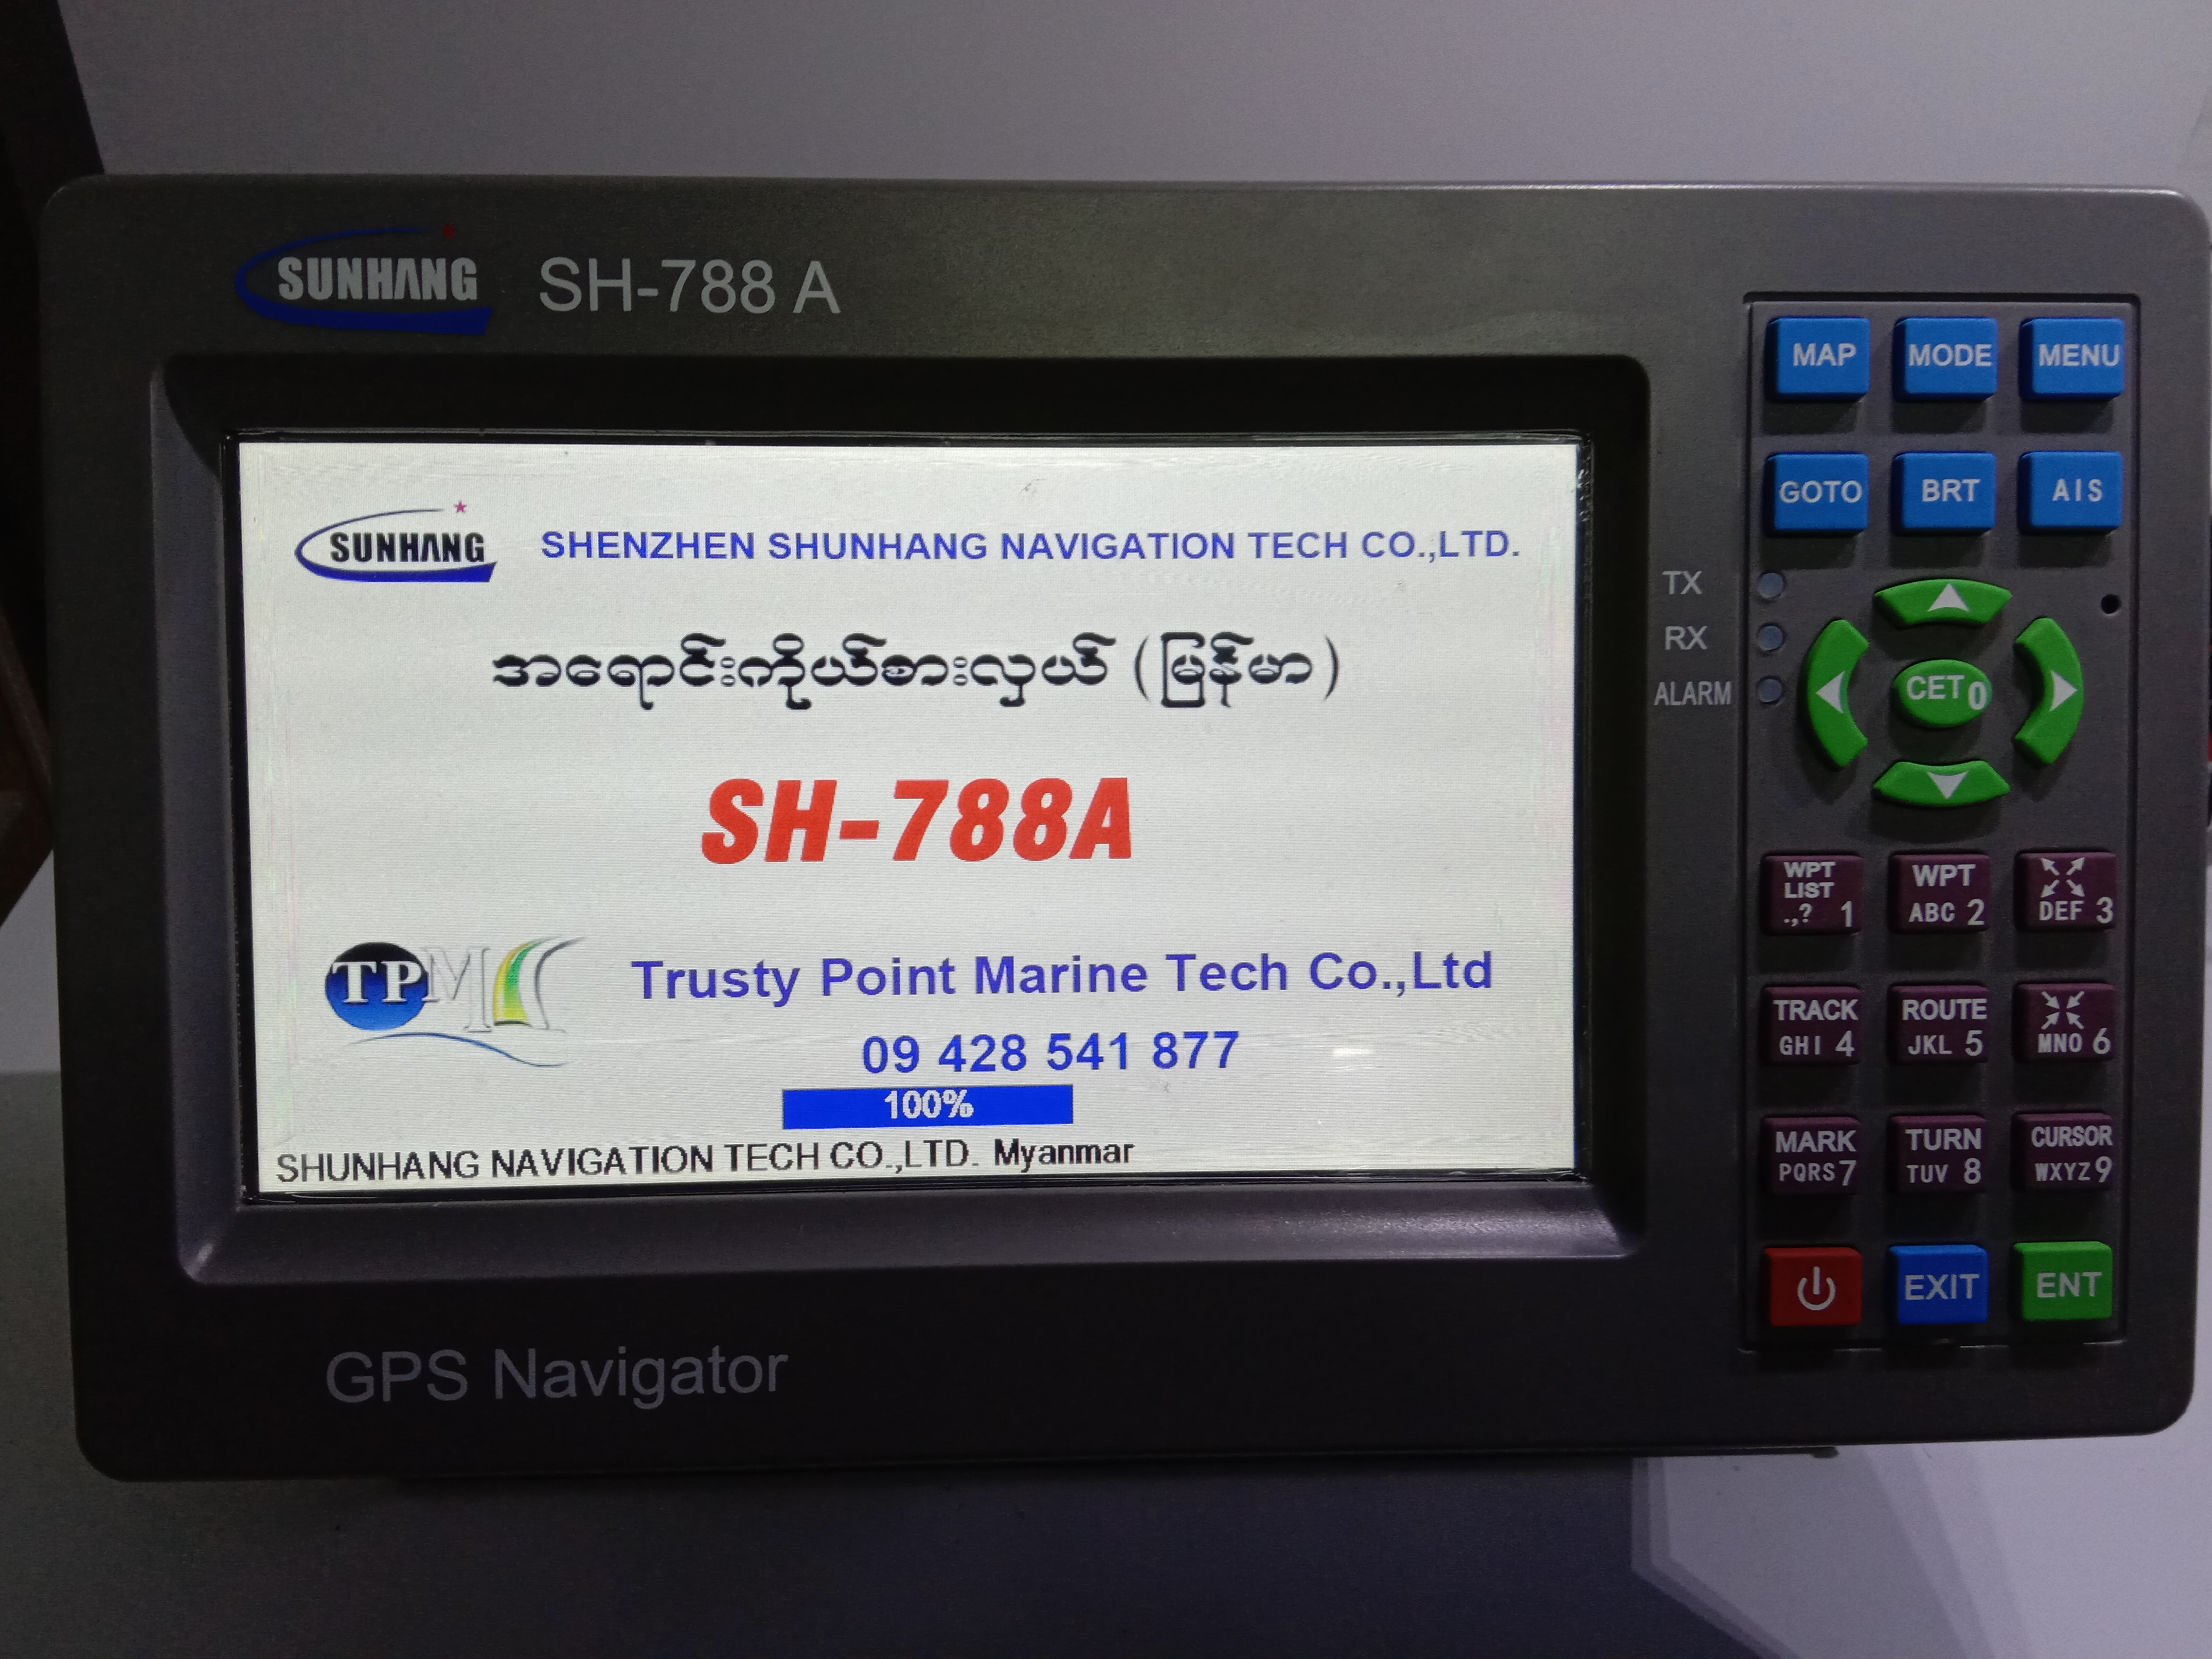 SUNHANG SH-788 A
SUNHANG SHENZHEN SHUNHANG NAVIGATION TECH CO.,LTD.
အရောင်းကိုယ်စားလှယ် (မြန်မာ)
SH-788A
TPM Trusty Point Marine Tech Co.,Ltd
09 428 541 877
100%
SHUNHANG NAVIGATION TECH CO.,LTD. Myanmar
GPS Navigator
MAP MODE MENU
GOTO BRT AIS
TX
RX
ALARM
CET 0
WPT LIST .,? 1
WPT ABC 2
DEF 3
TRACK GHI 4
ROUTE JKL 5
MNO 6
MARK PQRS 7
TURN TUV 8
CURSOR WXYZ 9
EXIT ENT